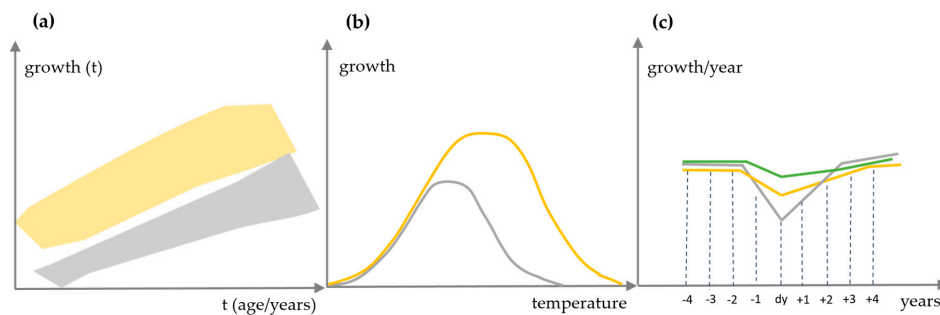 (a)
growth (t)
t (age/years)
(b)
growth
temperature
(c)
growth/year
-4 -3 -2 -1 dy +1 +2 +3 +4
years